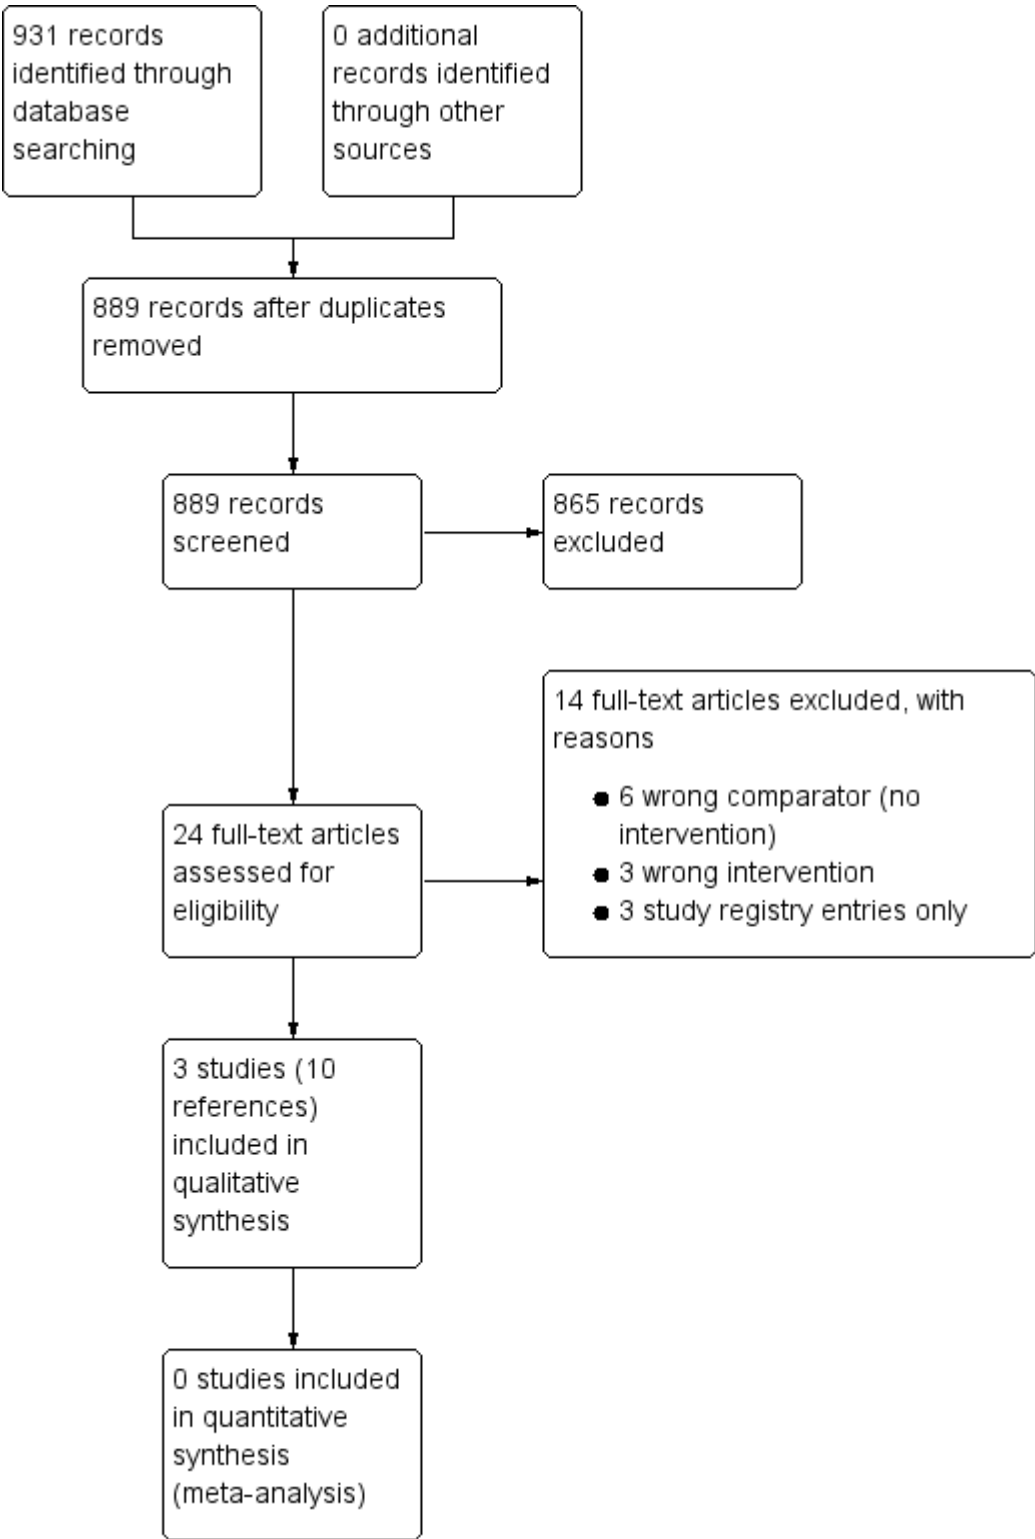 931 records
identified through
database
searching
0 additional
records identified
through other
sources
889 records after duplicates
removed
889 records
screened
865 records
excluded
14 full-text articles excluded, with
reasons
● 6 wrong comparator (no
intervention)
● 3 wrong intervention
● 3 study registry entries only
24 full-text articles
assessed for
eligibility
3 studies (10
references)
included in
qualitative
synthesis
0 studies included
in quantitative
synthesis
(meta-analysis)